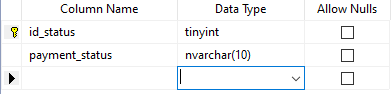 Column Name Data Type Allow Nulls
id_status tinyint
payment_status nvarchar(10)